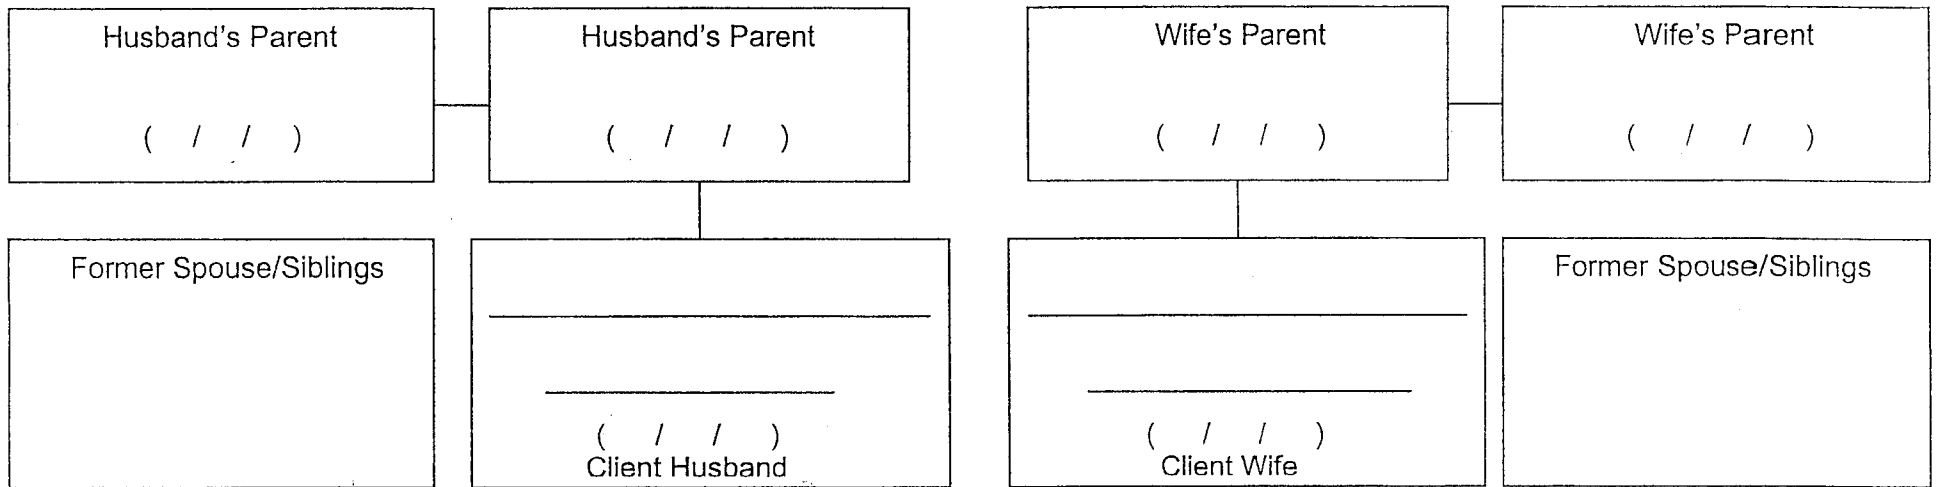 Husband's Parent
( / / )
Husband's Parent
( / / )
Wife's Parent
( / / )
Wife's Parent
( / / )
Former Spouse/Siblings
( / / )
Client Husband
( / / )
Client Wife
Former Spouse/Siblings